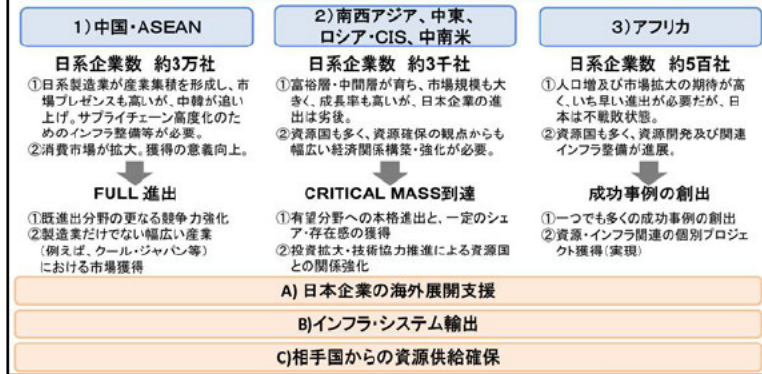 1)中国・ASEAN
日系企業数 約3万社
①日系製造業が産業集積を形成し、市
場プレゼンスも高いが、中韓が追い
上げ。サプライチェーン高度化のた
めのインフラ整備等が必要。
②消費市場が拡大。獲得の意義向上。
FULL 進出
①既進出分野の更なる競争力強化
②製造業だけでない幅広い産業
(例えば、クール・ジャパン等)
における市場獲得
2)南西アジア、中東、
ロシア・CIS、中南米
日系企業数 約3千社
①富裕層・中間層が育ち、市場規模も大
きく、成長率も高いが、日本企業の進
出は劣後。
②資源国も多く、資源確保の観点からも
幅広い経済関係構築・強化が必要。
CRITICAL MASS到達
①有望分野への本格進出と、一定のシェ
ア・存在感の獲得
②投資拡大・技術協力推進による資源国
との関係強化
3)アフリカ
日系企業数 約5百社
①人口増及び市場拡大の期待が高
く、いち早い進出が必要だが、日
本は不戦敗状態。
②資源国も多く、資源開発及び関連
インフラ整備が進展。
成功事例の創出
①一つでも多くの成功事例の創出
②資源・インフラ関連の個別プロジェ
クト獲得(実現)
A)日本企業の海外展開支援
B)インフラ・システム輸出
C)相手国からの資源供給確保